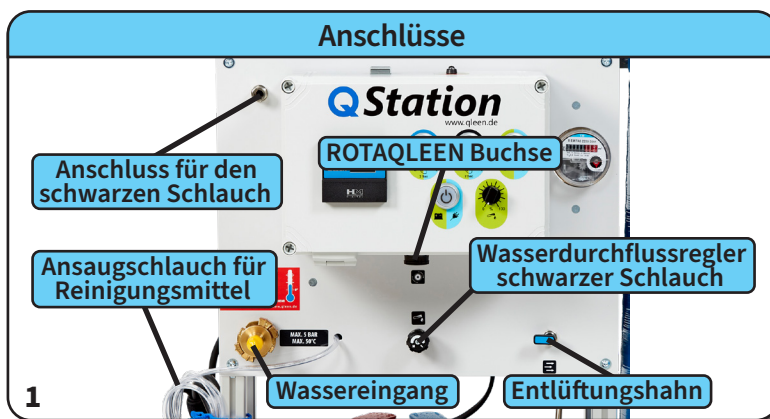 Anschlüsse
QStation
www.qleen.de
Anschluss für den
schwarzen Schlauch
ROTAQLEEN Buchse
Ansaugschlauch für
Reinigungsmittel
Wasserdurchflussregler
schwarzer Schlauch
MAX. 5 BAR
MAX. 50°C
Wassereingang
Entlüftungshahn
1